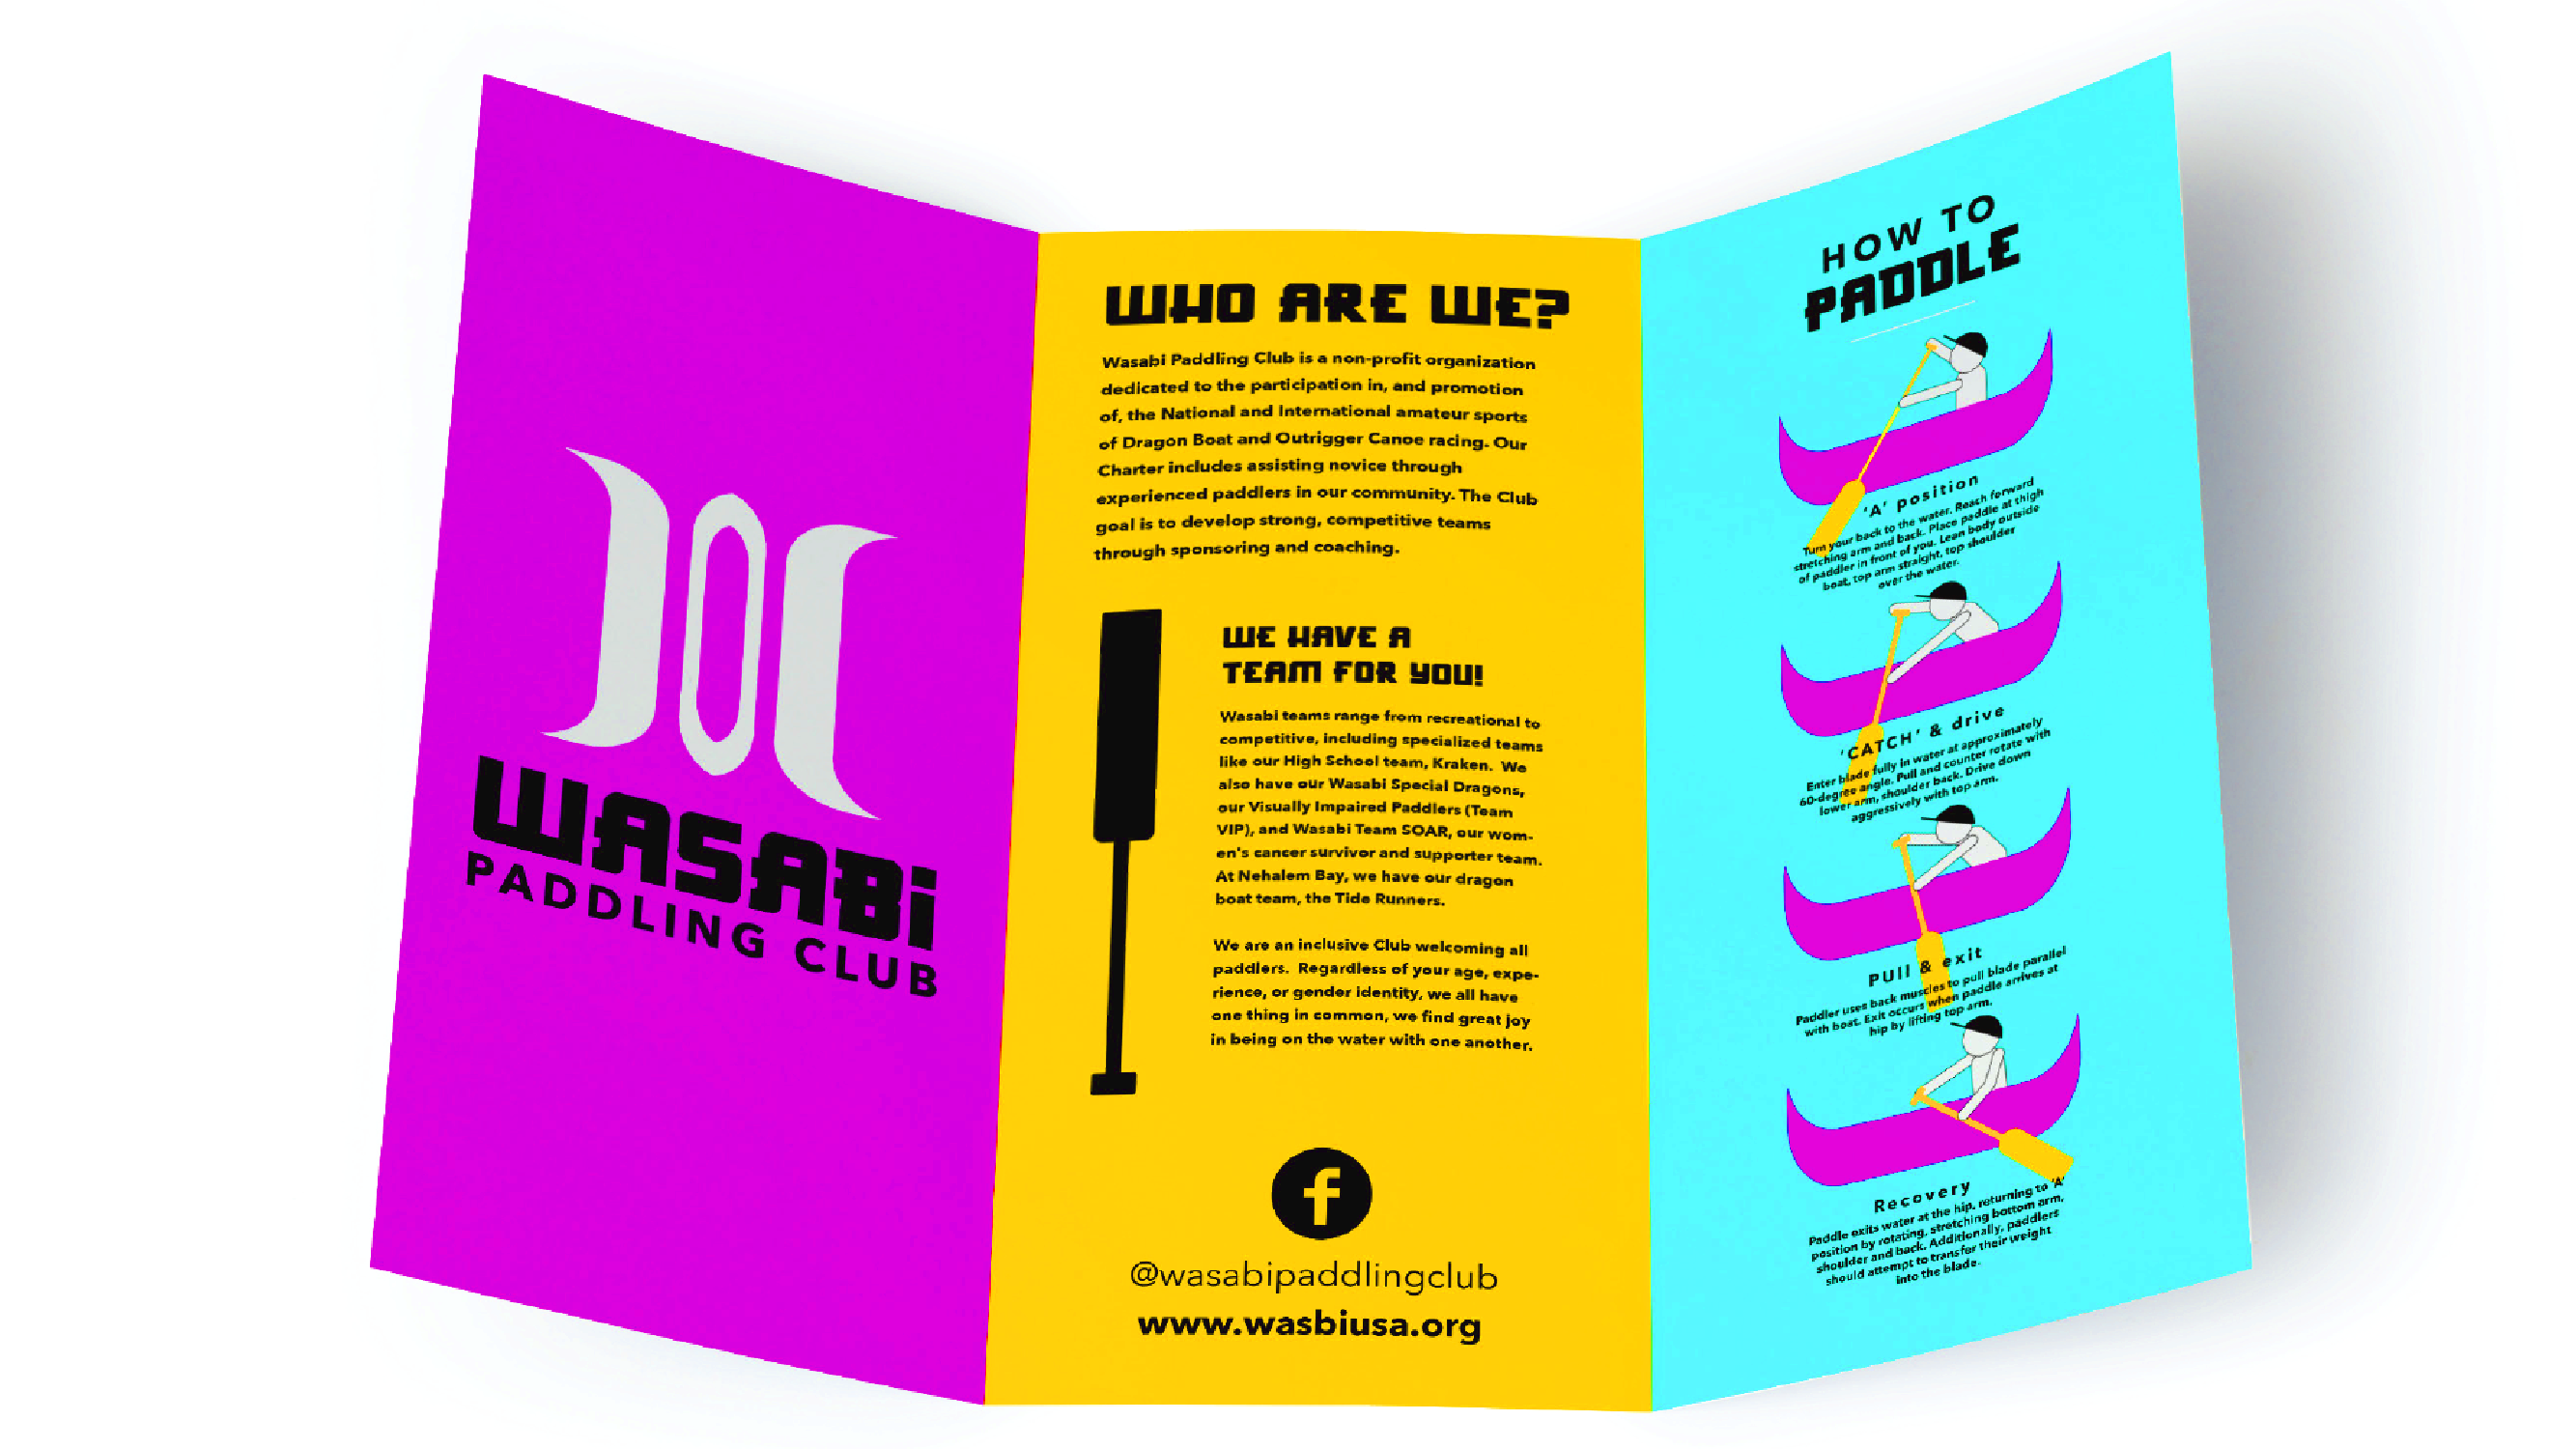 WASABi
PADDLING CLUB
WHO ARE WE?
Wasabi Paddling Club is a non-profit organization
dedicated to the participation in, and promotion
of, the National and International amateur sports
of Dragon Boat and Outrigger Canoe racing. Our
Charter includes assisting novice through
experienced paddlers in our community. The Club
goal is to develop strong, competitive teams
through sponsoring and coaching.
WE HAVE A
TEAM FOR YOU!
Wasabi teams range from recreational to
competitive, including specialized teams
like our High School team, Kraken. We
also have our Wasabi Special Dragons,
our Visually Impaired Paddlers (Team
VIP), and Wasabi Team SOAR, our wom-
en's cancer survivor and supporter team.
At Nehalem Bay, we have our dragon
boat team, the Tide Runners.
We are an inclusive Club welcoming all
paddlers. Regardless of your age, expe-
rience, or gender identity, we all have
one thing in common, we find great joy
in being on the water with one another.
f
@wasabipaddlingclub
www.wasbiusa.org
HOW TO
PADDLE
'A' position
Turn your back to the water. Reach forward
stretching arm and back. Place paddle at thigh
of paddler in front of you. Lean body outside
boat, top arm straight, top shoulder
over the water.
'CATCH' & drive
Enter blade fully in water at approximately
60-degree angle. Pull and counter rotate with
lower arm, shoulder back. Drive down
aggressively with top arm.
PUll & exit
Paddler uses back muscles to pull blade parallel
with boat. Exit occurs when paddle arrives at
hip by lifting top arm.
Recovery
Paddle exits water at the hip, returning to 'A'
position by rotating, stretching bottom arm,
shoulder and back. Additionally, paddlers
should attempt to transfer their weight
into the blade.